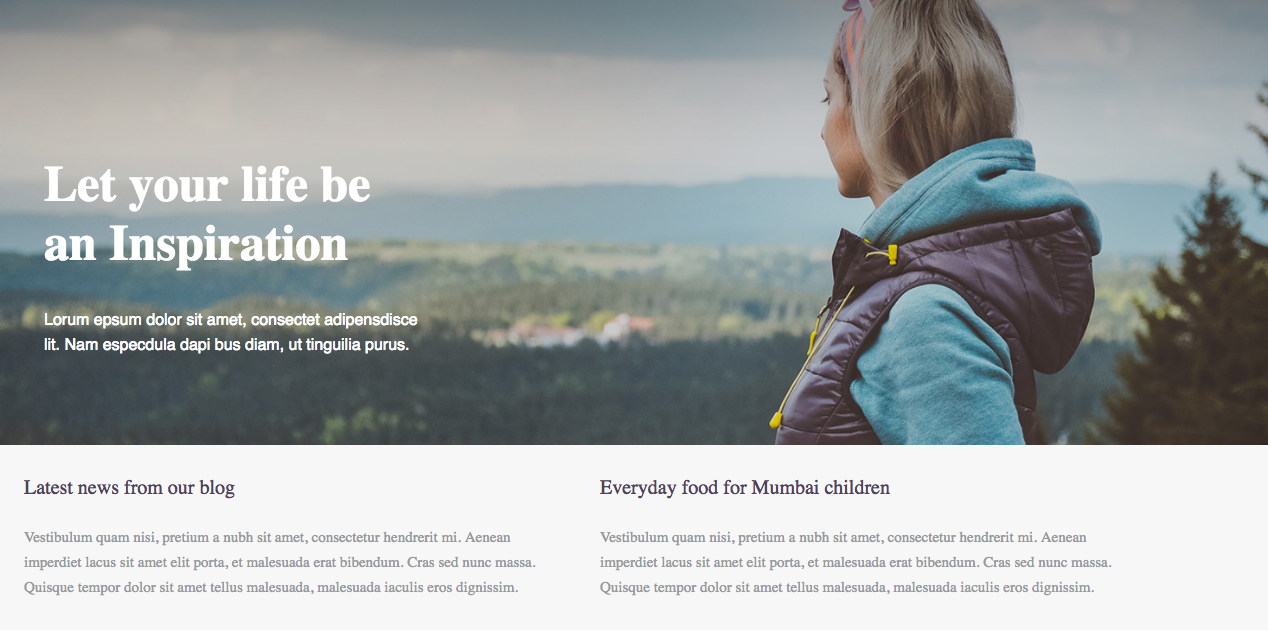 Let your life be
an Inspiration
Lorum epsum dolor sit amet, consectet adipensdisce
lit. Nam especdula dapi bus diam, ut tinguilia purus.
Latest news from our blog
Vestibulum quam nisi, pretium a nubh sit amet, consectetur hendrerit mi. Aenean
imperdiet lacus sit amet elit porta, et malesuada erat bibendum. Cras sed nunc massa.
Quisque tempor dolor sit amet tellus malesuada, malesuada iaculis eros dignissim.
Everyday food for Mumbai children
Vestibulum quam nisi, pretium a nubh sit amet, consectetur hendrerit mi. Aenean
imperdiet lacus sit amet elit porta, et malesuada erat bibendum. Cras sed nunc massa.
Quisque tempor dolor sit amet tellus malesuada, malesuada iaculis eros dignissim.